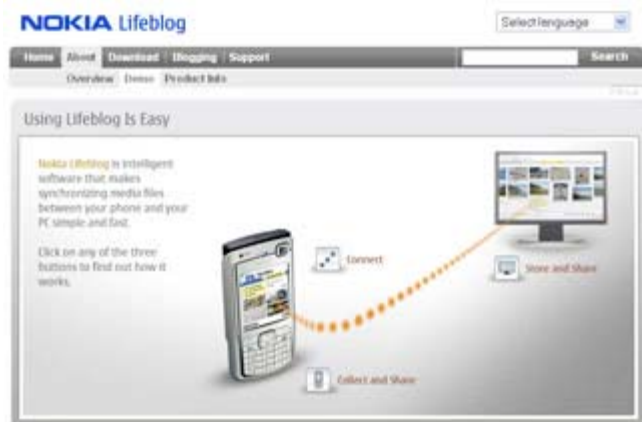 NOKIA Lifeblog
Select language
Home About Download Blogging Support Search
Overview Demo Product Info
Using Lifeblog Is Easy
Nokia Lifeblog is intelligent
software that makes
synchronizing media files
between your phone and your
PC simple and fast.
Click on any of the three
buttons to find out how it
works.
Connect
Store and Share
Collect and Share